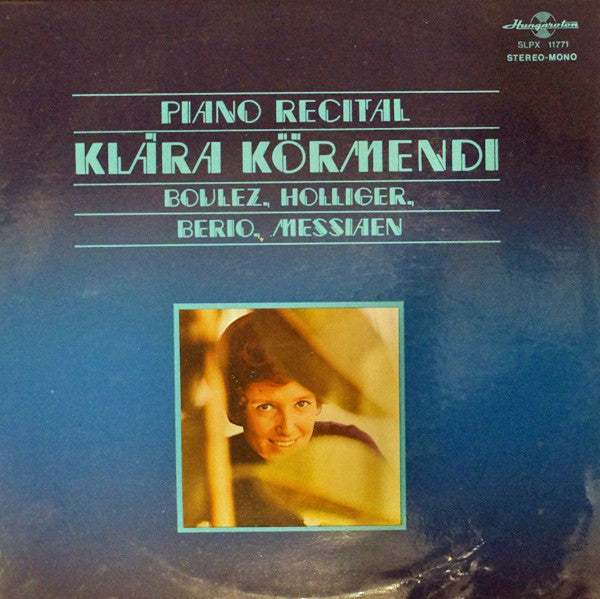 Hungaroton
SLPX 11771
STEREO-MONO
PIANO RECITAL
KLÁRA KÖRMENDI
BOULEZ, HOLLIGER,
BERIO, MESSIAEN